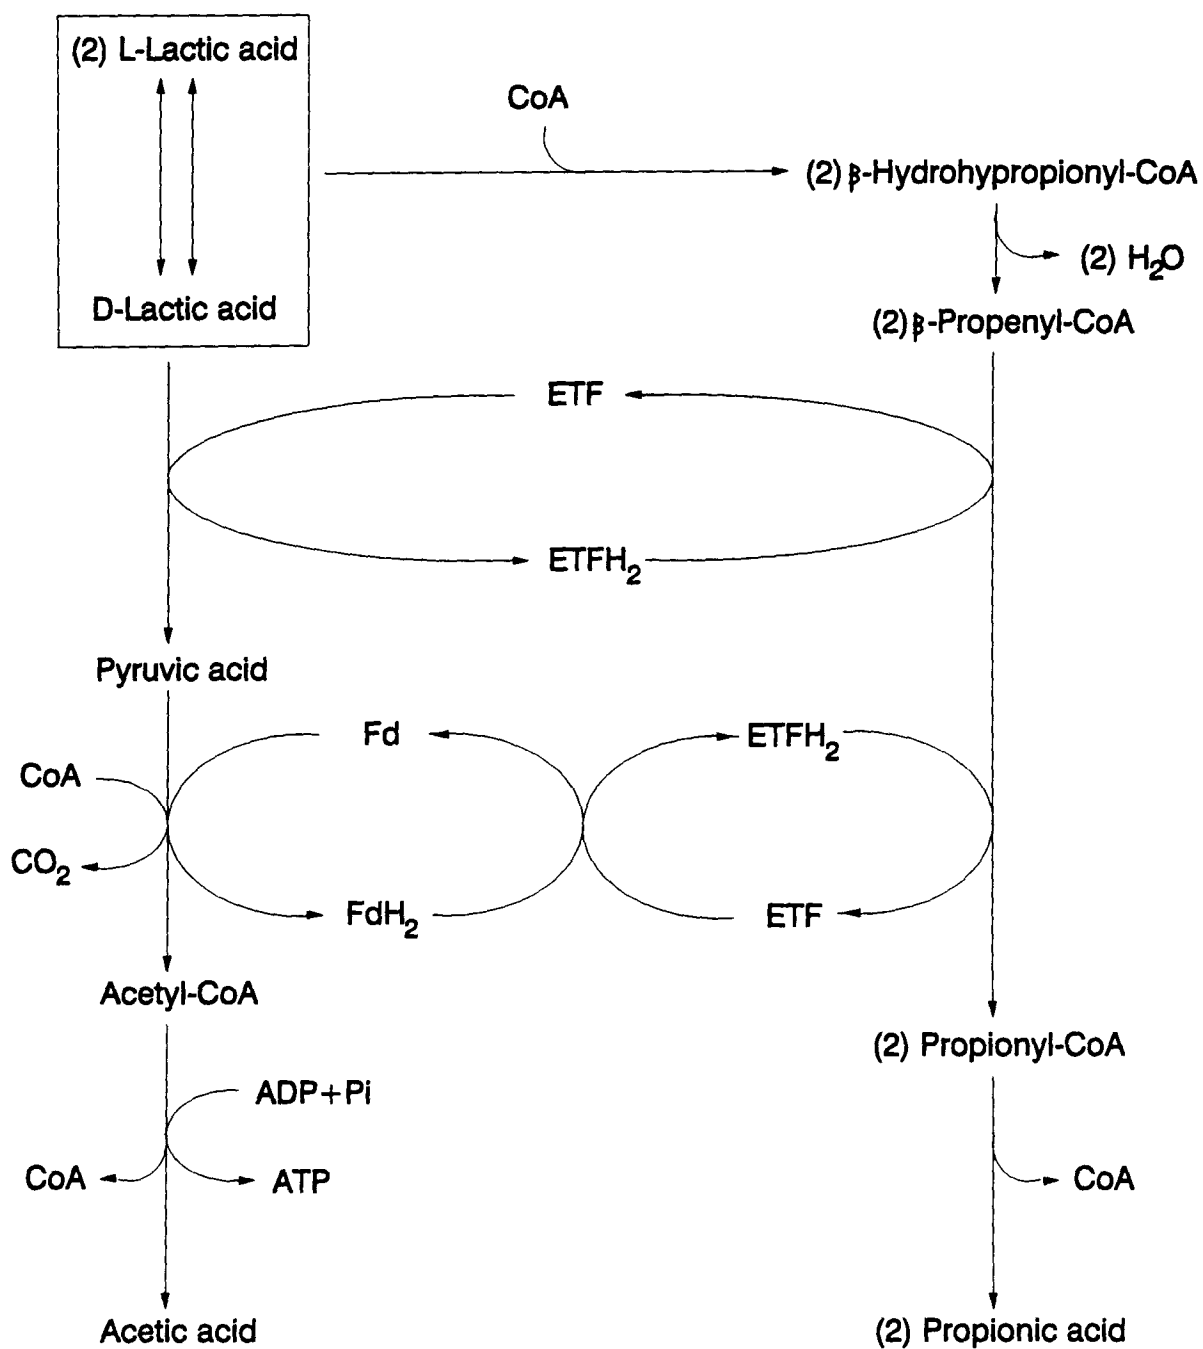 (2) L-Lactic acid
CoA
(2) β-Hydrohypropionyl-CoA
(2) H2O
D-Lactic acid
(2) β-Propenyl-CoA
ETF
ETFH2
Pyruvic acid
Fd
ETFH2
CoA
CO2
FdH2
ETF
Acetyl-CoA
(2) Propionyl-CoA
ADP+Pi
CoA
ATP
CoA
Acetic acid
(2) Propionic acid